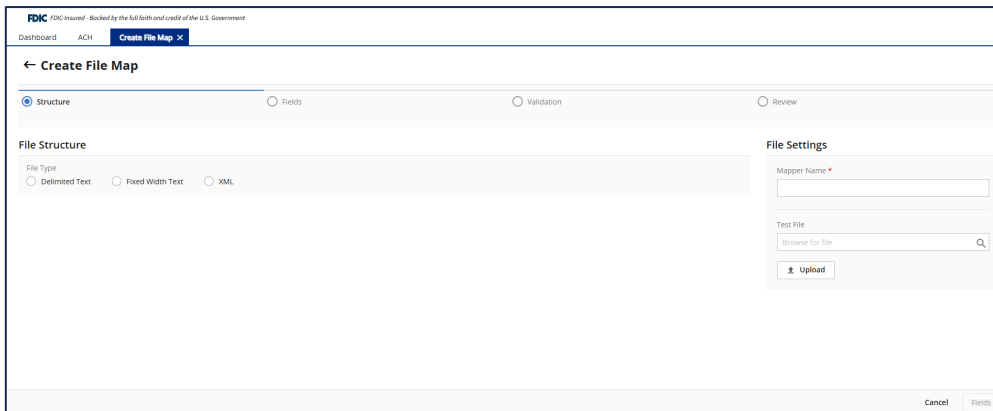 FDIC FDIC-Insured - Backed by the full faith and credit of the U.S. Government
Dashboard ACH Create File Map X
← Create File Map
Structure Fields Validation Review
File Structure
File Type
Delimited Text Fixed Width Text XML
File Settings
Mapper Name *
Test File
Browse for file
Upload
Cancel Fields